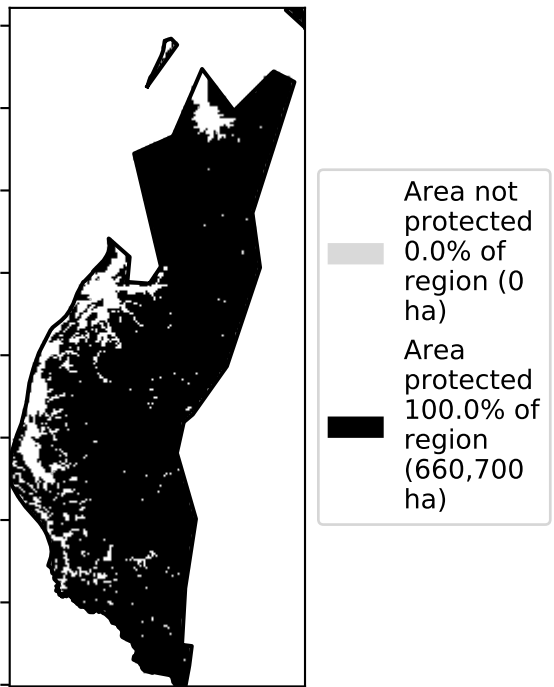 Area not
protected
0.0% of
region (0
ha)
Area
protected
100.0% of
region
(660,700
ha)